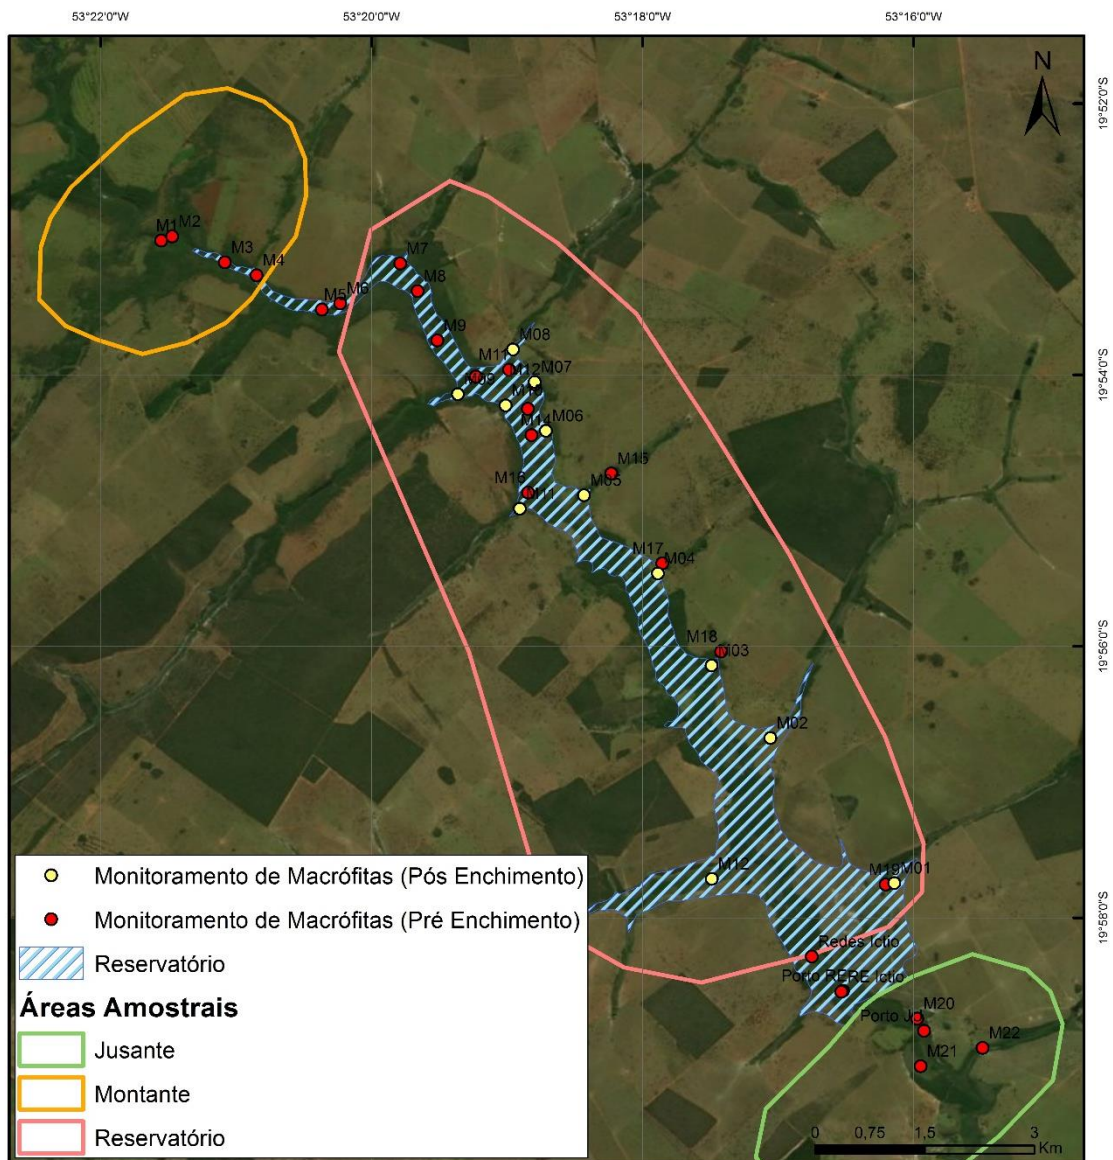 53°22'0"W 53°20'0"W 53°18'0"W 53°16'0"W
N
19°52'0"S
M1 M2
M3
M4
M5 M6
M7
M8
M9
M08
M11
M12 M07
19°54'0"S
M09
M10
M14
M06
M15
M16
M11
M05
M17
M04
M18
M03
19°56'0"S
M02
M12
M19 M01
19°58'0"S
Redes Ictio
Porto RERE Ictio
M20
Porto
M22
M21
Monitoramento de Macrófitas (Pós Enchimento)
Monitoramento de Macrófitas (Pré Enchimento)
Reservatório
Áreas Amostrais
Jusante
Montante
Reservatório
0 0,75 1,5 3
Km